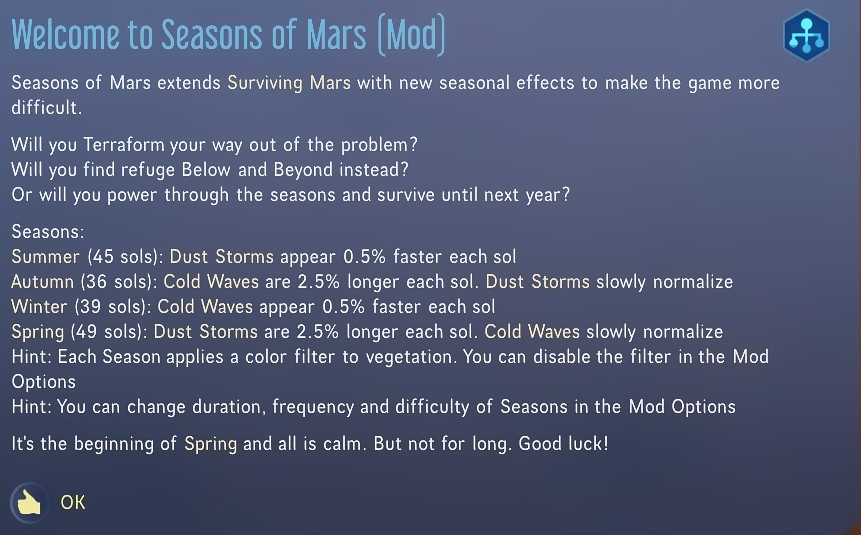 Welcome to Seasons of Mars (Mod)
Seasons of Mars extends Surviving Mars with new seasonal effects to make the game more
difficult.
Will you Terraform your way out of the problem?
Will you find refuge Below and Beyond instead?
Or will you power through the seasons and survive until next year?
Seasons:
Summer (45 sols): Dust Storms appear 0.5% faster each sol
Autumn (36 sols): Cold Waves are 2.5% longer each sol. Dust Storms slowly normalize
Winter (39 sols): Cold Waves appear 0.5% faster each sol
Spring (49 sols): Dust Storms are 2.5% longer each sol. Cold Waves slowly normalize
Hint: Each Season applies a color filter to vegetation. You can disable the filter in the Mod
Options
Hint: You can change duration, frequency and difficulty of Seasons in the Mod Options
It's the beginning of Spring and all is calm. But not for long. Good luck!
OK